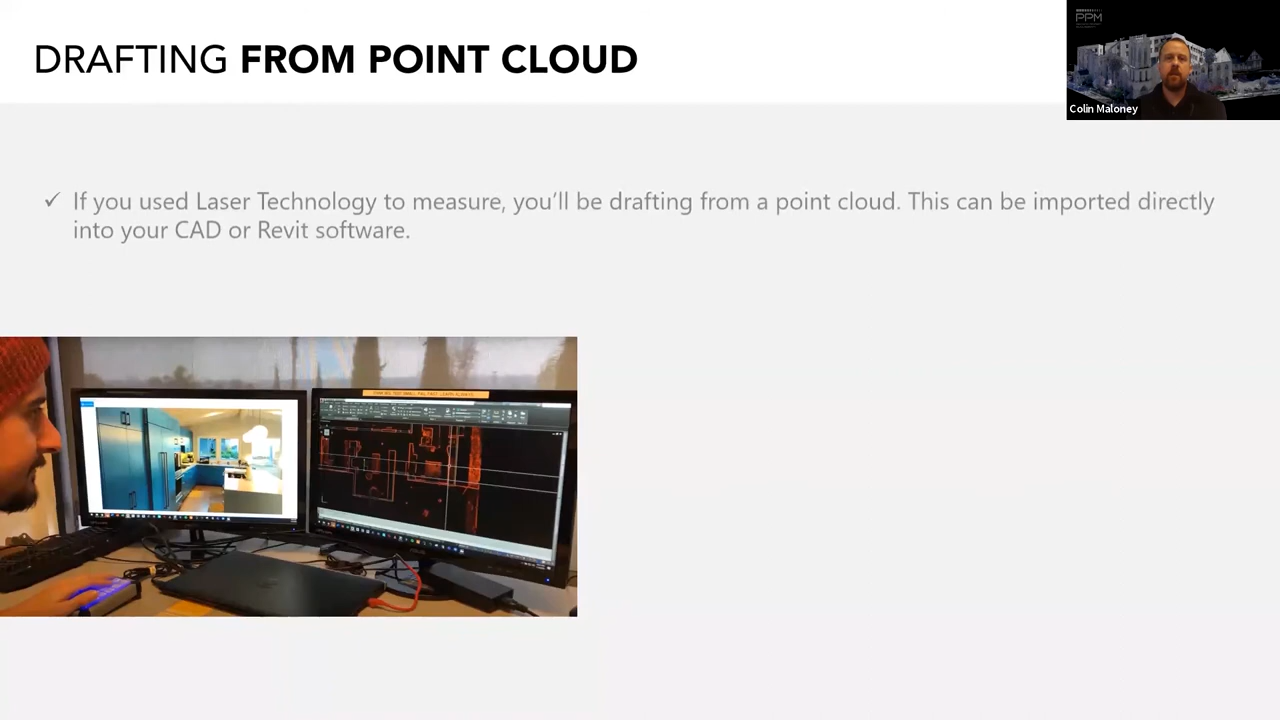 DRAFTING FROM POINT CLOUD
PPM
Colin Maloney
✓ If you used Laser Technology to measure, you’ll be drafting from a point cloud. This can be imported directly
into your CAD or Revit software.